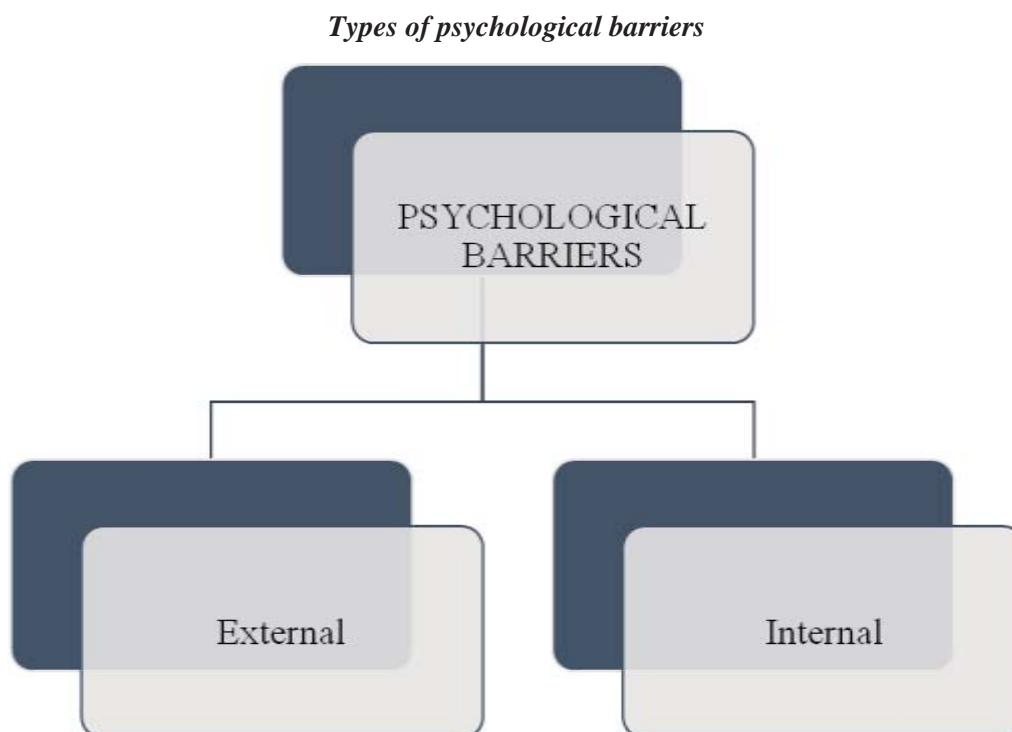 Types of psychological barriers
PSYCHOLOGICAL
BARRIERS
External
Internal